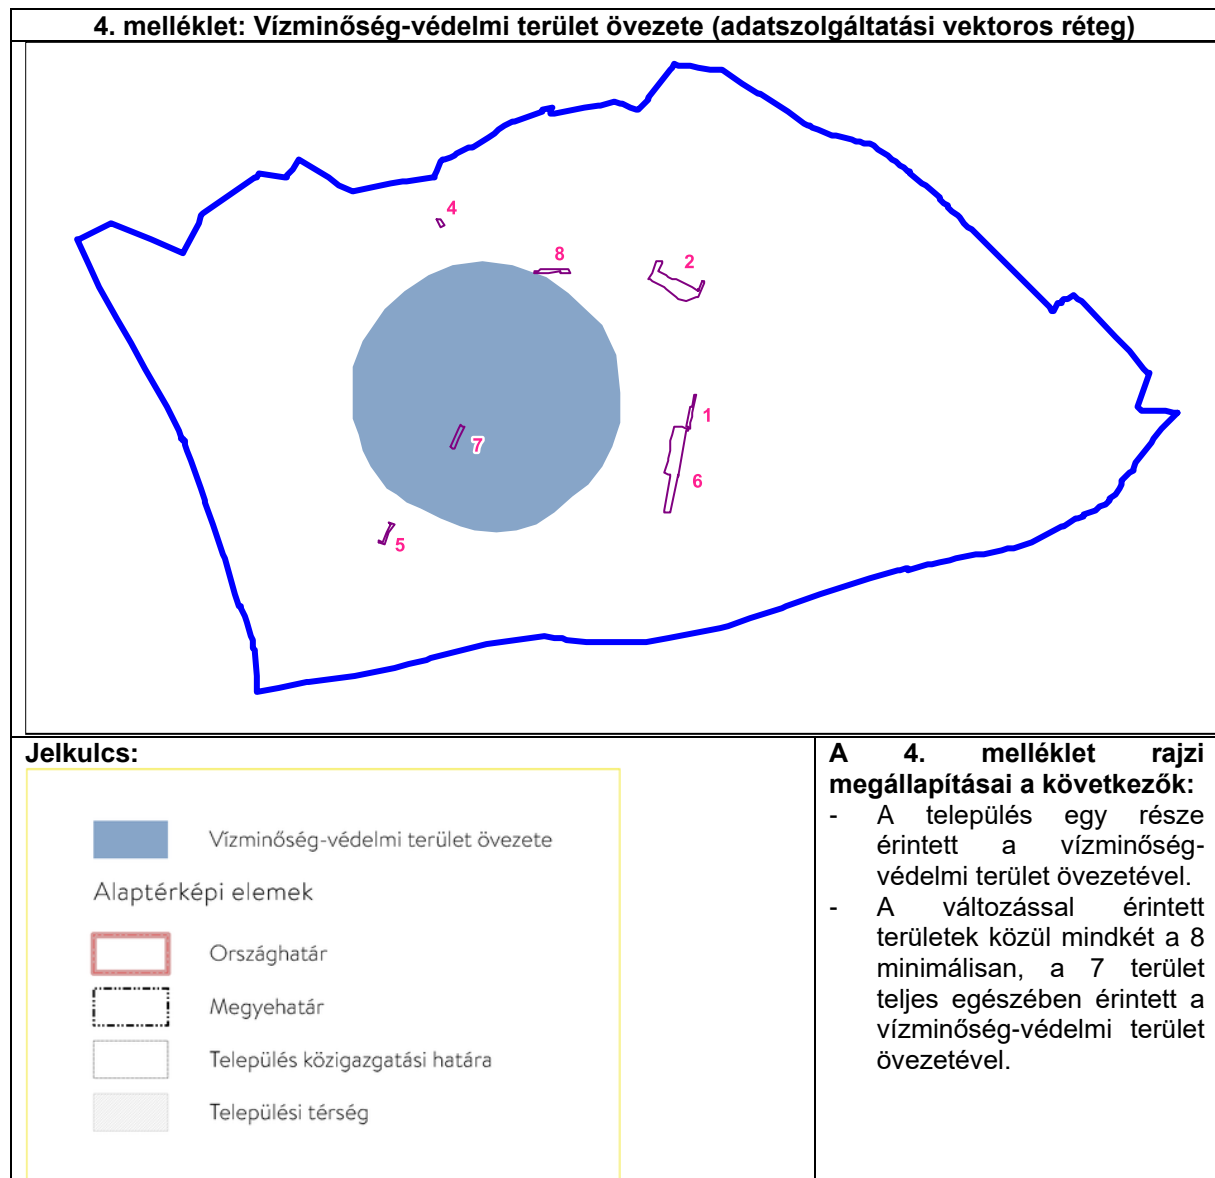 4. melléklet: Vízminőség-védelmi terület övezete (adatszolgáltatási vektoros réteg)
4
8
2
1
7
6
5
Jelkulcs:
Vízminőség-védelmi terület övezete
Alaptérképi elemek
Országhatár
Megyehatár
Település közigazgatási határa
Települési térség
A 4. melléklet rajzi
megállapításai a következők:
- A település egy része
érintett a vízminőség-
védelmi terület övezetével.
- A változással érintett
területek közül mindkét a 8
minimálisan, a 7 terület
teljes egészében érintett a
vízminőség-védelmi terület
övezetével.